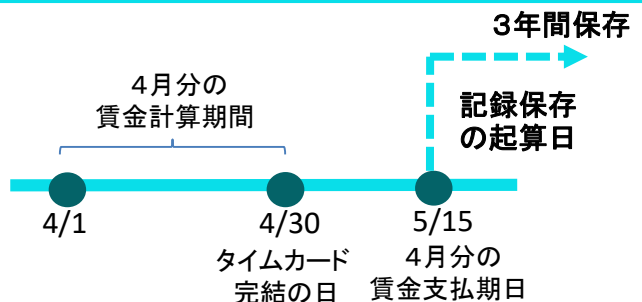 3年間保存
4月分の
賃金計算期間
記録保存
の起算日
4/1
4/30
5/15
タイムカード
完結の日
4月分の
賃金支払期日